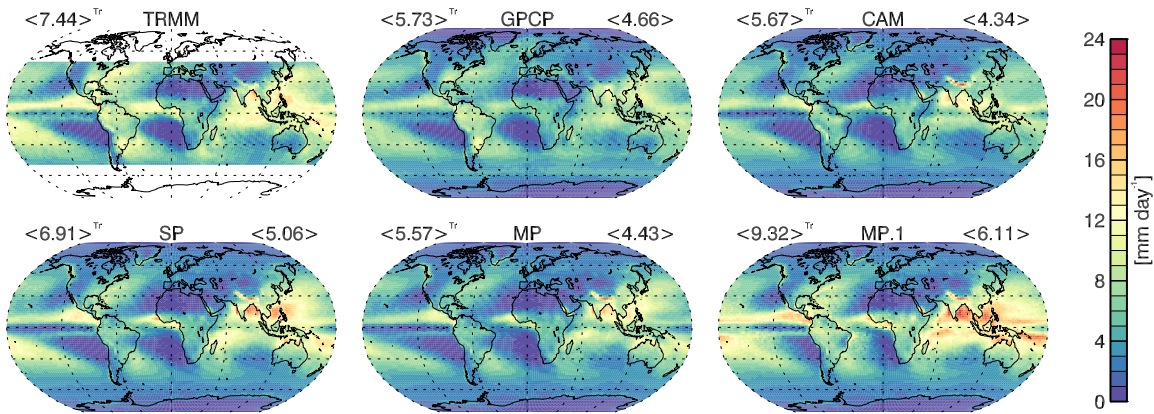 <7.44>Tr TRMM
<5.73>Tr GPCP <4.66>
<5.67>Tr CAM <4.34>
<6.91>Tr SP <5.06>
<5.57>Tr MP <4.43>
<9.32>Tr MP.1 <6.11>
24
20
16
12
8
4
0
[mm day-1]